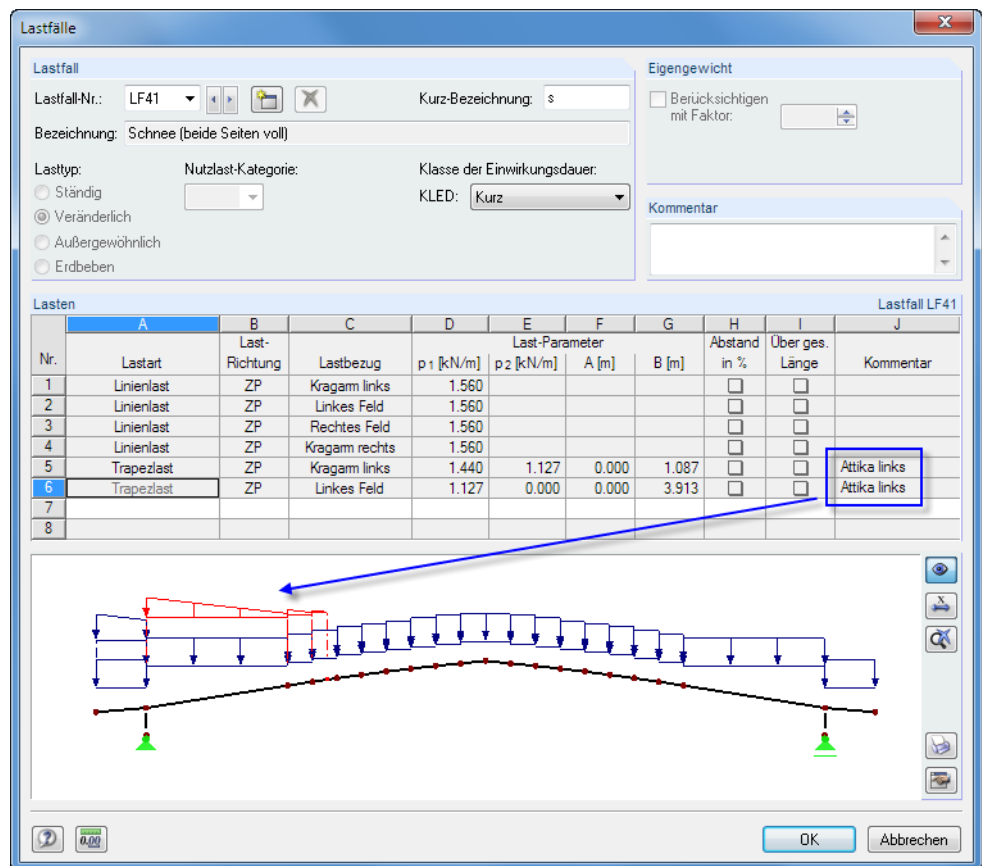 Lastfälle
Lastfall
Eigengewicht
Lastfall-Nr.: LF41
Kurz-Bezeichnung: s
Berücksichtigen mit Faktor:
Bezeichnung: Schnee (beide Seiten voll)
Lasttyp:
Nutzlast-Kategorie:
Klasse der Einwirkungsdauer:
Ständig
KLED: Kurz
Veränderlich
Kommentar
Außergewöhnlich
Erdbeben
Lasten
Lastfall LF41
A B C D E F G H I J
Last- Last-Parameter Abstand Über ges.
Nr. Lastart Richtung Lastbezug p 1 [kN/m] p 2 [kN/m] A [m] B [m] in % Länge Kommentar
1 Linienlast ZP Kragarm links 1.560
2 Linienlast ZP Linkes Feld 1.560
3 Linienlast ZP Rechtes Feld 1.560
4 Linienlast ZP Kragarm rechts 1.560
5 Trapezlast ZP Kragarm links 1.440 1.127 0.000 1.087 Attika links
6 Trapezlast ZP Linkes Feld 1.127 0.000 0.000 3.913 Attika links
7
8
x
0.00
OK
Abbrechen